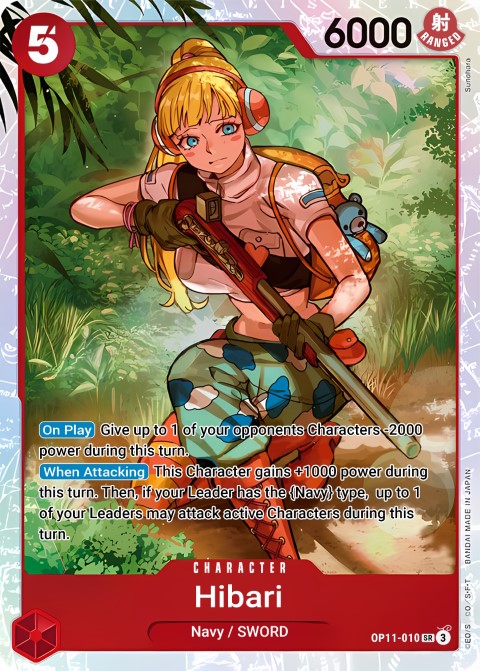 5
6000
射
RANGED
Sunohara
On Play Give up to 1 of your opponents Characters -2000
power during this turn.
When Attacking This Character gains +1000 power during
this turn. Then, if your Leader has the {Navy} type, up to 1
of your Leaders may attack active Characters during this
turn.
©EO/S ©O/S・F・T BANDAI MADE IN JAPAN
CHARACTER
Hibari
Navy / SWORD
OP11-010 SR 3